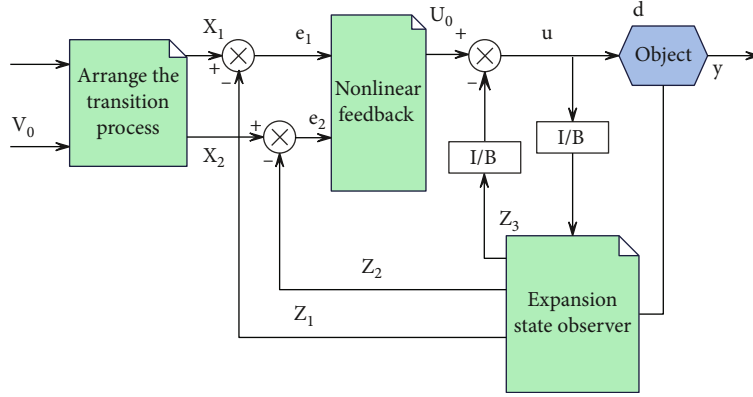 d
X1
e1
U0
+
u
Object
y
+
−
−
Arrange the
transition
process
Nonlinear
feedback
V0
+
e2
−
X2
I/B
I/B
Z3
Z2
Z1
Expansion
state observer